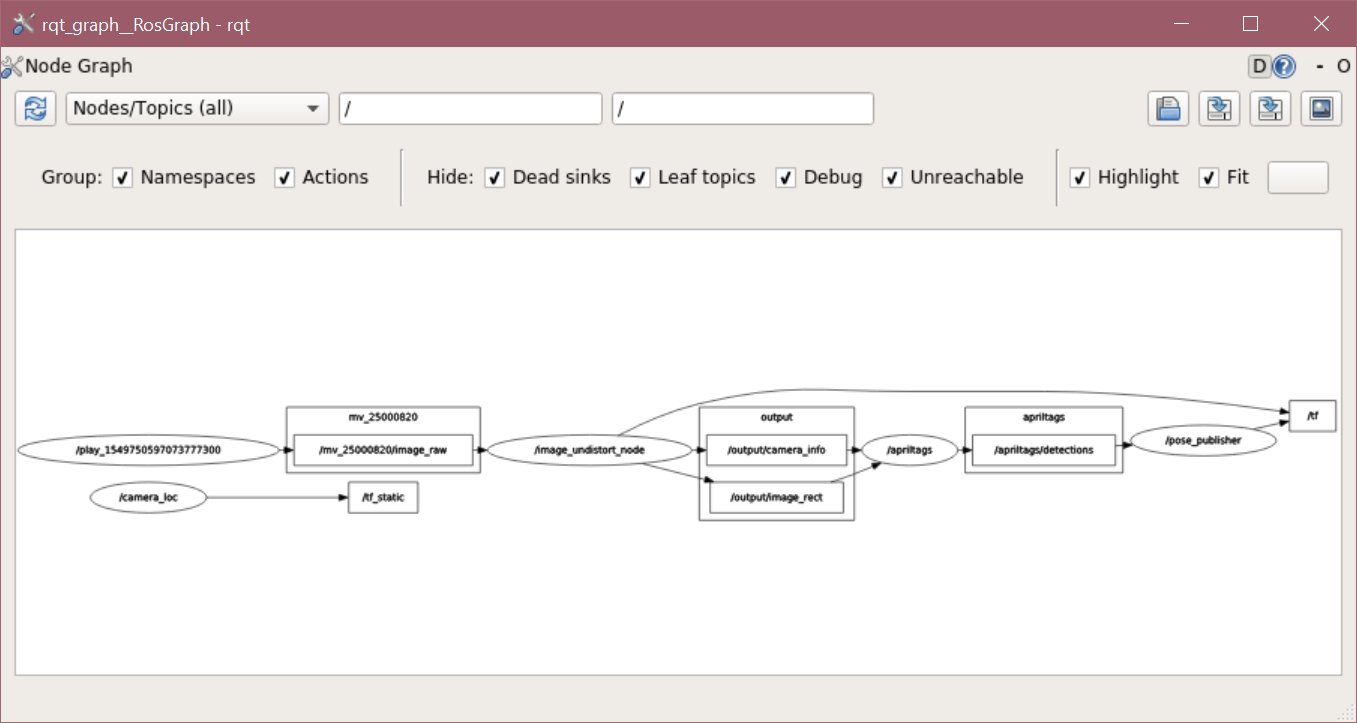 rqt_graph__RosGraph - rqt
Node Graph
D ? - O
Nodes/Topics (all) / /
Group: Namespaces Actions Hide: Dead sinks Leaf topics Debug Unreachable Highlight Fit
mv_25000820 output apriltags /tf
/play_1549750597073777300 /mv_25000820/image_raw /image_undistort_node /output/camera_info /apriltags /apriltags/detections /pose_publisher
/camera_loc /tf_static /output/image_rect